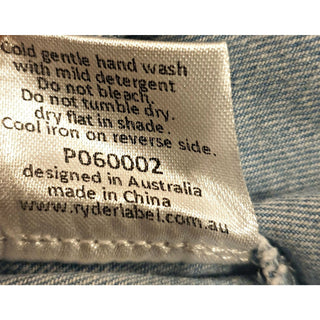 Cold gentle hand wash
with mild detergent
Do not bleach.
Do not tumble dry.
dry flat in shade.
Cool iron on reverse side.
P060002
designed in Australia
made in China
www.ryderlabel.com.au